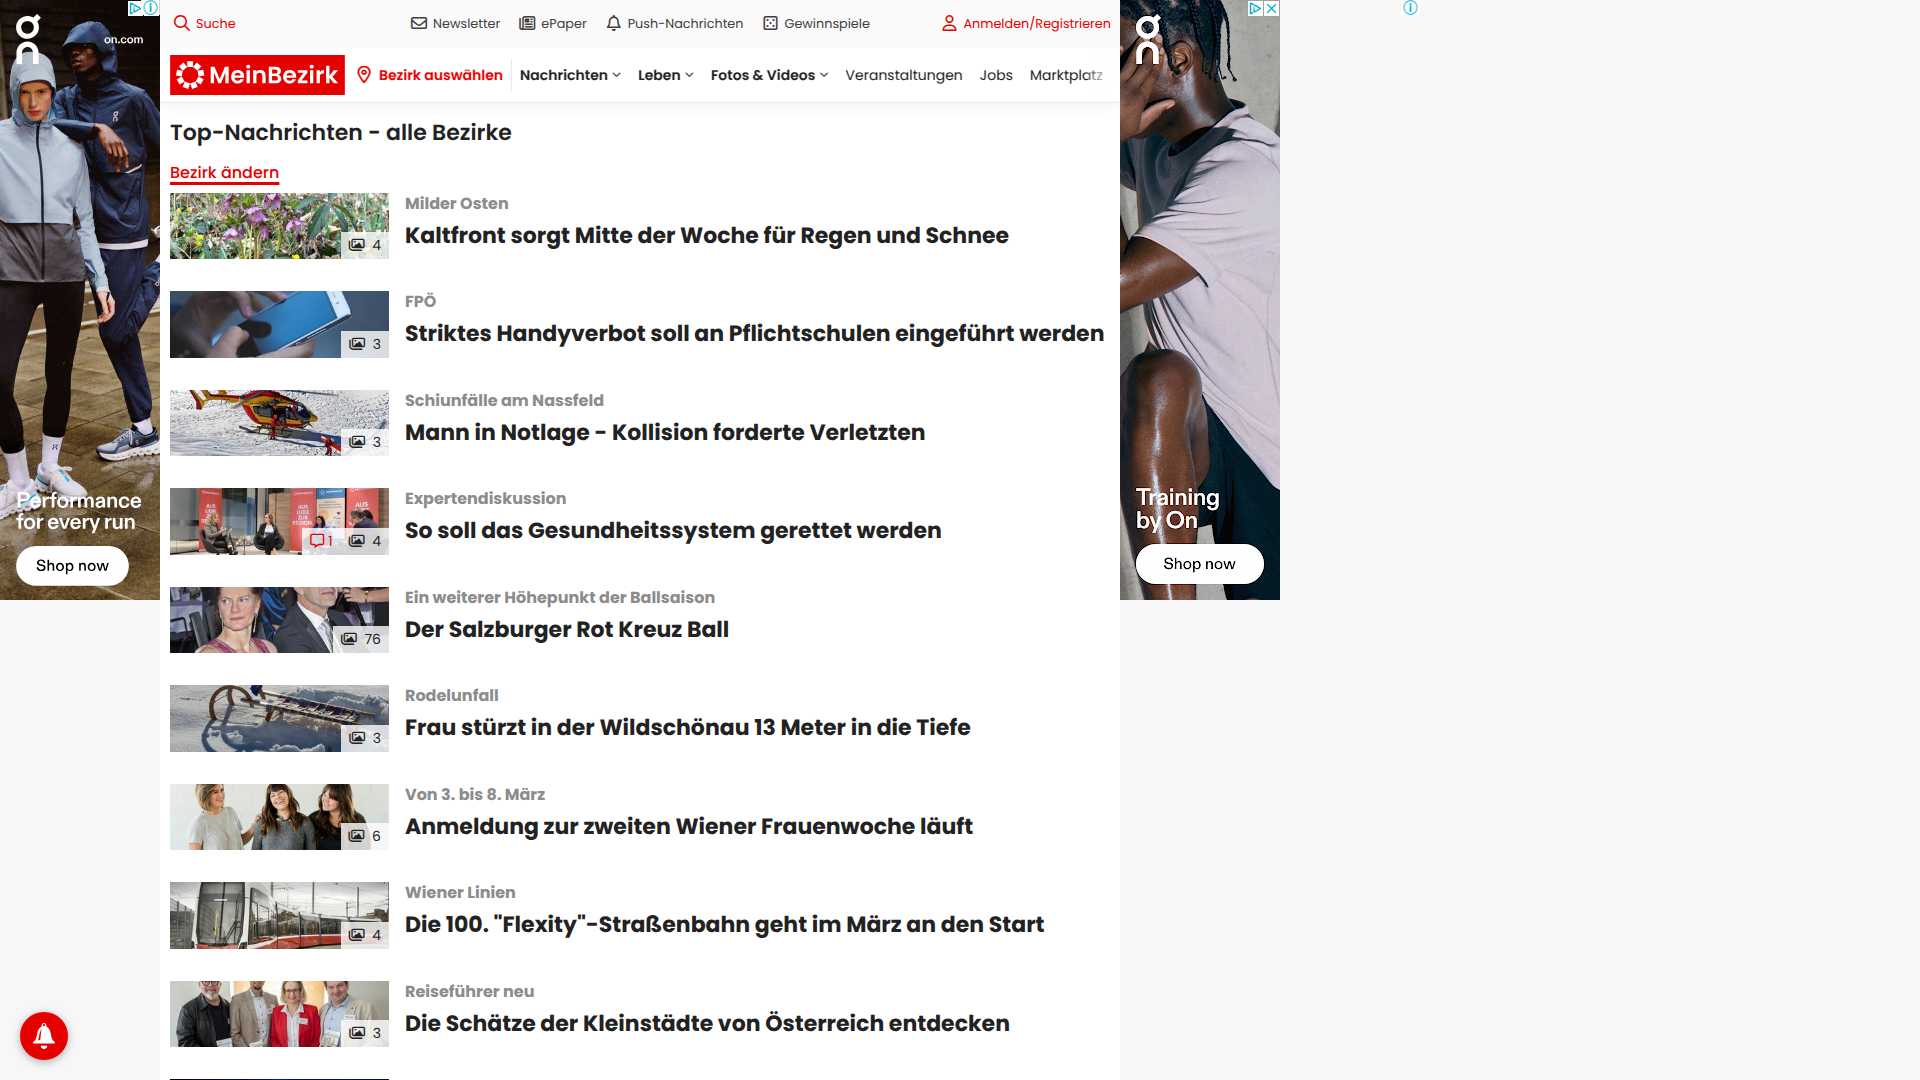 Suche
Newsletter
ePaper
Push-Nachrichten
Gewinnspiele
Anmelden/Registrieren
MeinBezirk
Bezirk auswählen
Nachrichten
Leben
Fotos & Videos
Veranstaltungen
Jobs
Marktplatz
on.com
Performance
for every run
Shop now
Top-Nachrichten - alle Bezirke
Bezirk ändern
Milder Osten
Kaltfront sorgt Mitte der Woche für Regen und Schnee
4
FPÖ
Striktes Handyverbot soll an Pflichtschulen eingeführt werden
3
Schiunfälle am Nassfeld
Mann in Notlage - Kollision forderte Verletzten
3
Expertendiskussion
So soll das Gesundheitssystem gerettet werden
1 4
Ein weiterer Höhepunkt der Ballsaison
Der Salzburger Rot Kreuz Ball
76
Rodelunfall
Frau stürzt in der Wildschönau 13 Meter in die Tiefe
3
Von 3. bis 8. März
Anmeldung zur zweiten Wiener Frauenwoche läuft
6
Wiener Linien
Die 100. "Flexity"-Straßenbahn geht im März an den Start
4
Reiseführer neu
Die Schätze der Kleinstädte von Österreich entdecken
3
Training
by On
Shop now